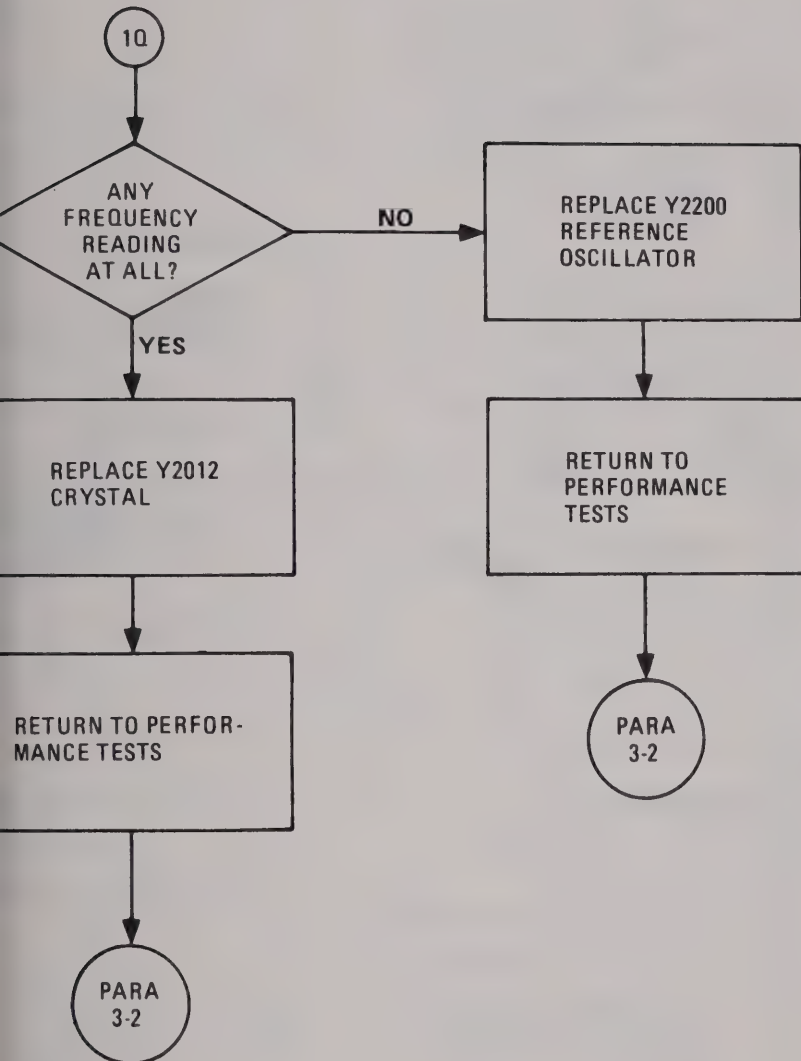 1Q
ANY
FREQUENCY
READING
AT ALL?
NO
REPLACE Y2200
REFERENCE
OSCILLATOR
YES
REPLACE Y2012
CRYSTAL
RETURN TO
PERFORMANCE
TESTS
RETURN TO PERFOR-
MANCE TESTS
PARA
3-2
PARA
3-2